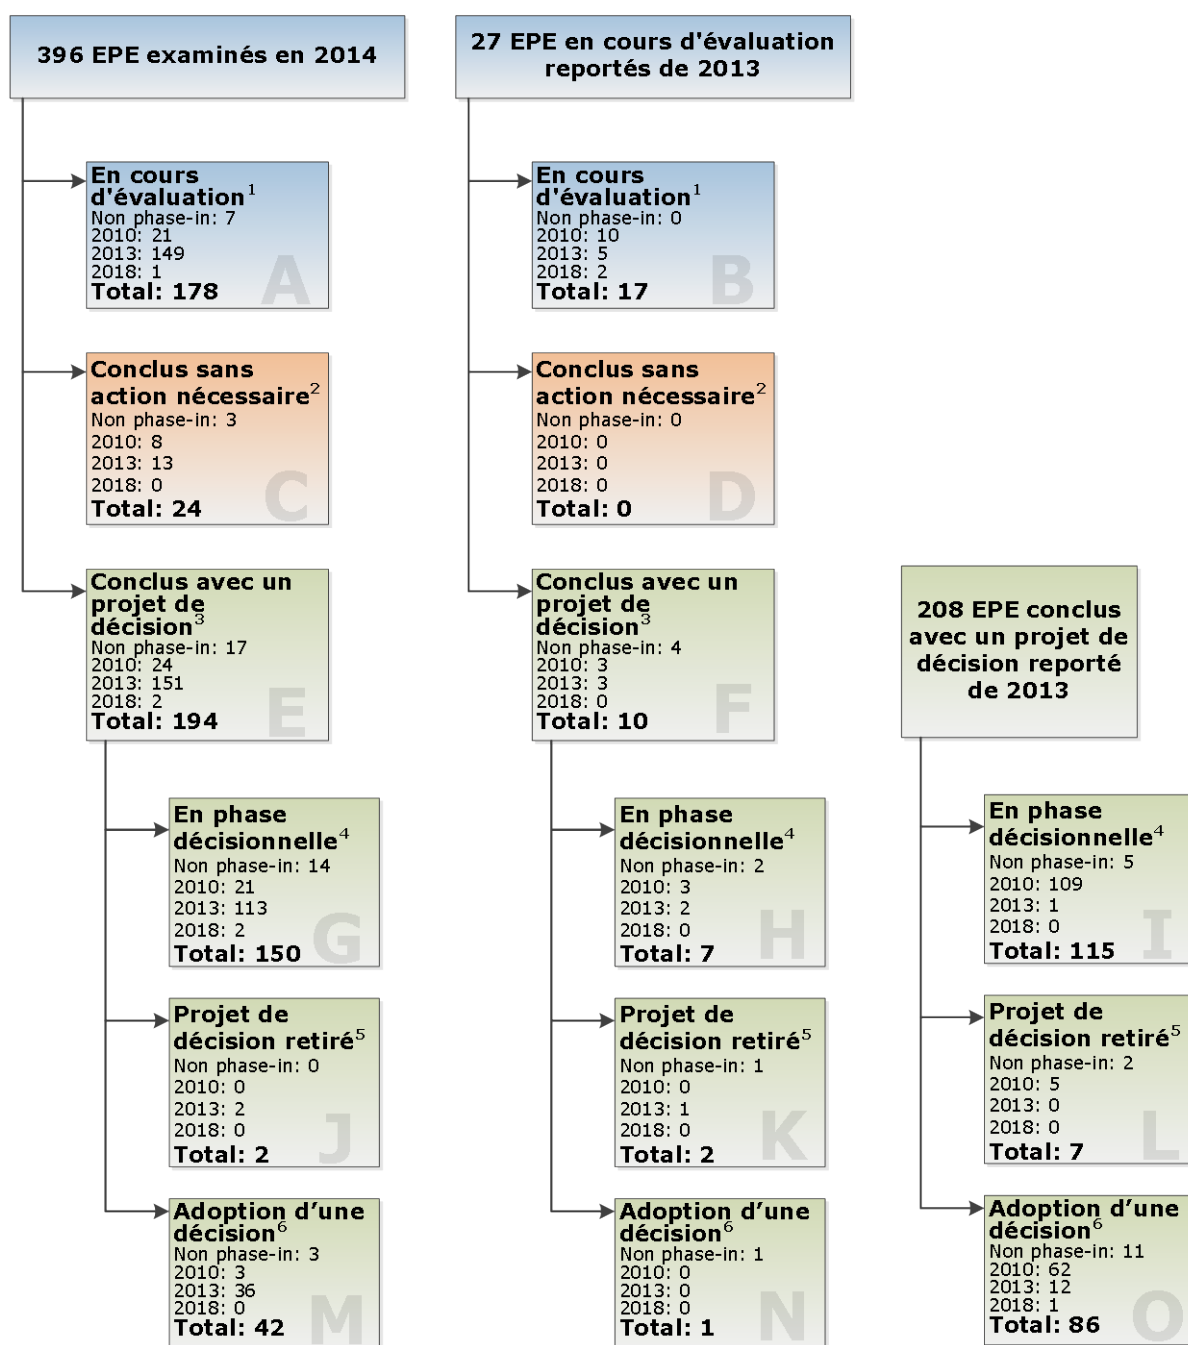 396 EPE examinés en 2014
27 EPE en cours d'évaluation
reportés de 2013
En cours
d'évaluation1
Non phase-in: 7
2010: 21
2013: 149
2018: 1
Total: 178
A
En cours
d'évaluation1
Non phase-in: 0
2010: 10
2013: 5
2018: 2
Total: 17
B
Conclus sans
action nécessaire2
Non phase-in: 3
2010: 8
2013: 13
2018: 0
Total: 24
C
Conclus sans
action nécessaire2
Non phase-in: 0
2010: 0
2013: 0
2018: 0
Total: 0
D
Conclus avec un
projet de
décision3
Non phase-in: 17
2010: 24
2013: 151
2018: 2
Total: 194
E
Conclus avec un
projet de
décision3
Non phase-in: 4
2010: 3
2013: 3
2018: 0
Total: 10
F
208 EPE conclus
avec un projet de
décision reporté
de 2013
En phase
décisionnelle4
Non phase-in: 14
2010: 21
2013: 113
2018: 2
Total: 150
G
En phase
décisionnelle4
Non phase-in: 2
2010: 3
2013: 2
2018: 0
Total: 7
H
En phase
décisionnelle4
Non phase-in: 5
2010: 109
2013: 1
2018: 0
Total: 115
I
Projet de
décision retiré5
Non phase-in: 0
2010: 0
2013: 2
2018: 0
Total: 2
J
Projet de
décision retiré5
Non phase-in: 1
2010: 0
2013: 1
2018: 0
Total: 2
K
Projet de
décision retiré5
Non phase-in: 2
2010: 5
2013: 0
2018: 0
Total: 7
L
Adoption d’une
décision6
Non phase-in: 3
2010: 3
2013: 36
2018: 0
Total: 42
M
Adoption d’une
décision6
Non phase-in: 1
2010: 0
2013: 0
2018: 0
Total: 1
N
Adoption d’une
décision6
Non phase-in: 11
2010: 62
2013: 12
2018: 1
Total: 86
O